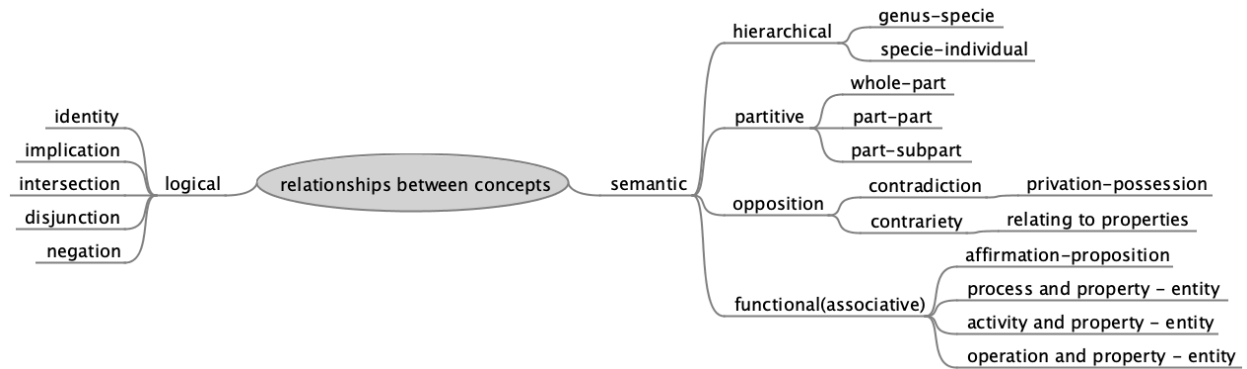 relationships between concepts
logical
identity
implication
intersection
disjunction
negation
semantic
hierarchical
genus-specie
specie-individual
partitive
whole-part
part-part
part-subpart
opposition
contradiction
privation-possession
contrariety
relating to properties
functional(associative)
affirmation-proposition
process and property - entity
activity and property - entity
operation and property - entity